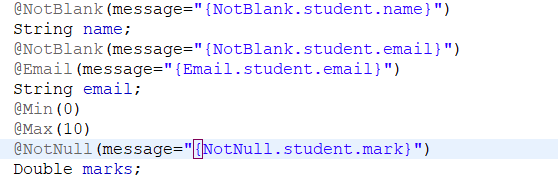 @NotBlank(message="{NotBlank.student.name}")
String name;
@NotBlank(message="{NotBlank.student.email}")
@Email(message="{Email.student.email}")
String email;
@Min(0)
@Max(10)
@NotNull(message="{NotNull.student.mark}")
Double marks;